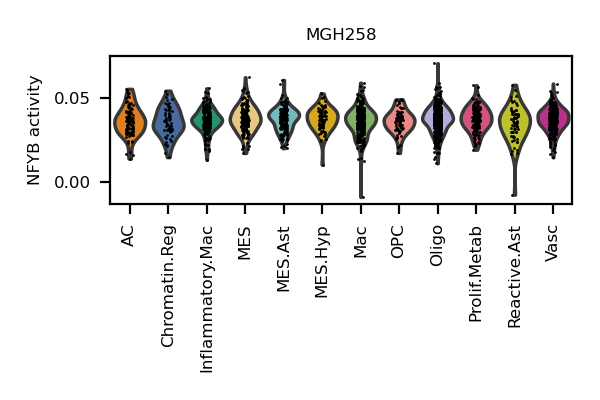 MGH258
NFYB activity
0.05
0.00
AC
Chromatin.Reg
Inflammatory.Mac
MES
MES.Ast
MES.Hyp
Mac
OPC
Oligo
Prolif.Metab
Reactive.Ast
Vasc